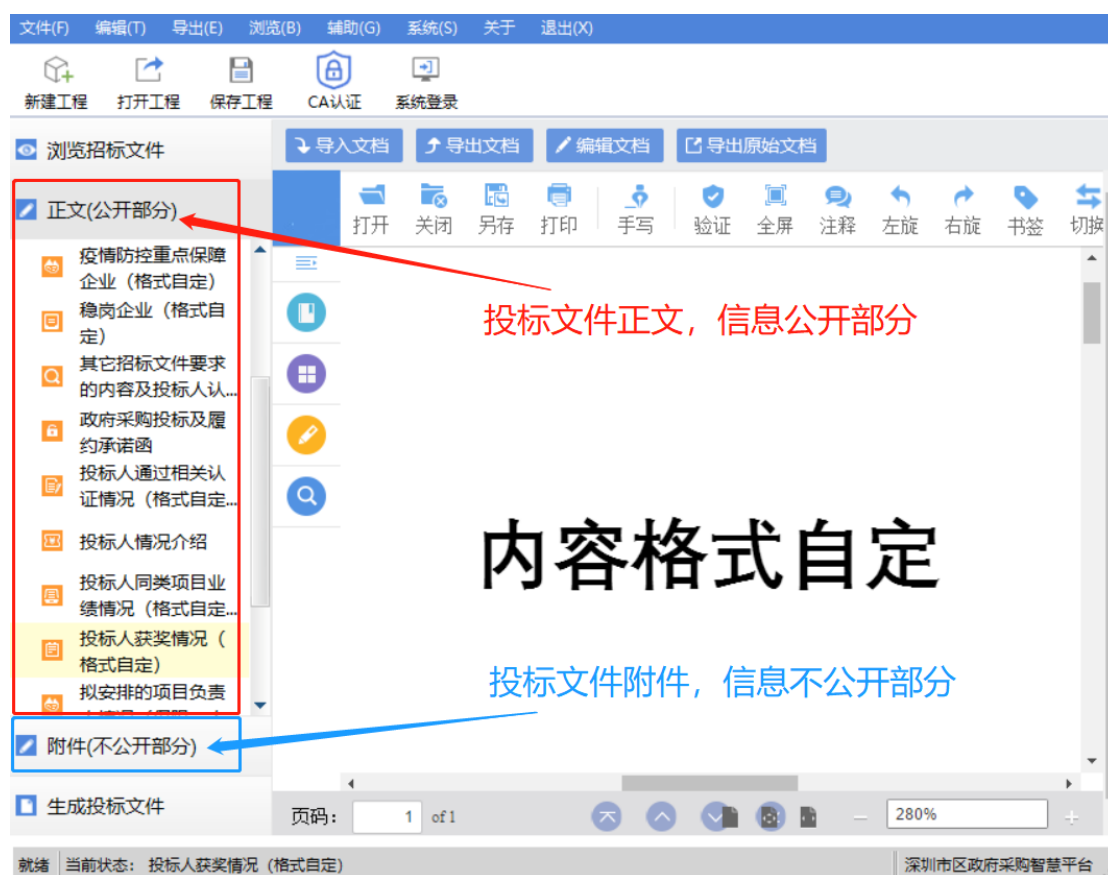 文件(F) 编辑(T) 导出(E) 浏览(B) 辅助(G) 系统(S) 关于 退出(X)
新建工程 打开工程 保存工程 CA认证 系统登录
浏览招标文件
导入文档 导出文档 编辑文档 导出原始文档
正文(公开部分)
打开 关闭 另存 打印 手写 验证 全屏 注释 左旋 右旋 书签 切换
疫情防控重点保障
企业（格式自定）
稳岗企业（格式自
定）
其它招标文件要求
的内容及投标人认...
政府采购投标及履
约承诺函
投标人通过相关认
证情况（格式自定...
投标人情况介绍
投标人同类项目业
绩情况（格式自定...
投标人获奖情况（
格式自定）
拟安排的项目负责
投标文件正文，信息公开部分
内容格式自定
投标文件附件，信息不公开部分
附件(不公开部分)
生成投标文件
页码： 1 of 1 280%
就绪 当前状态： 投标人获奖情况（格式自定） 深圳市区政府采购智慧平台